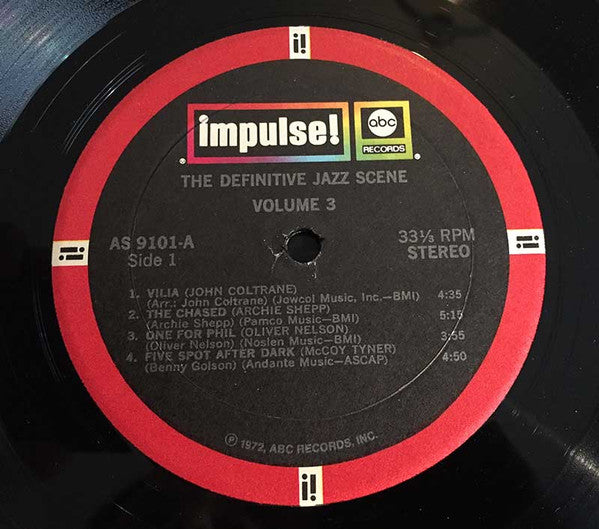 i!
impulse! abc RECORDS
® ®
THE DEFINITIVE JAZZ SCENE
VOLUME 3
AS 9101-A 33⅓ RPM
Side 1 STEREO
i! i!
1. VILIA (JOHN COLTRANE)
(Arr.: John Coltrane) (Jowcol Music, Inc.—BMI) 4:35
2. THE CHASED (ARCHIE SHEPP)
(Archie Shepp) (Pamco Music—BMI) 5:15
3. ONE FOR PHIL (OLIVER NELSON)
(Oliver Nelson) (Noslen Music—BMI) 3:55
4. FIVE SPOT AFTER DARK (McCOY TYNER)
(Benny Golson) (Andante Music—ASCAP) 4:50
℗ 1972, ABC RECORDS, INC.
i!